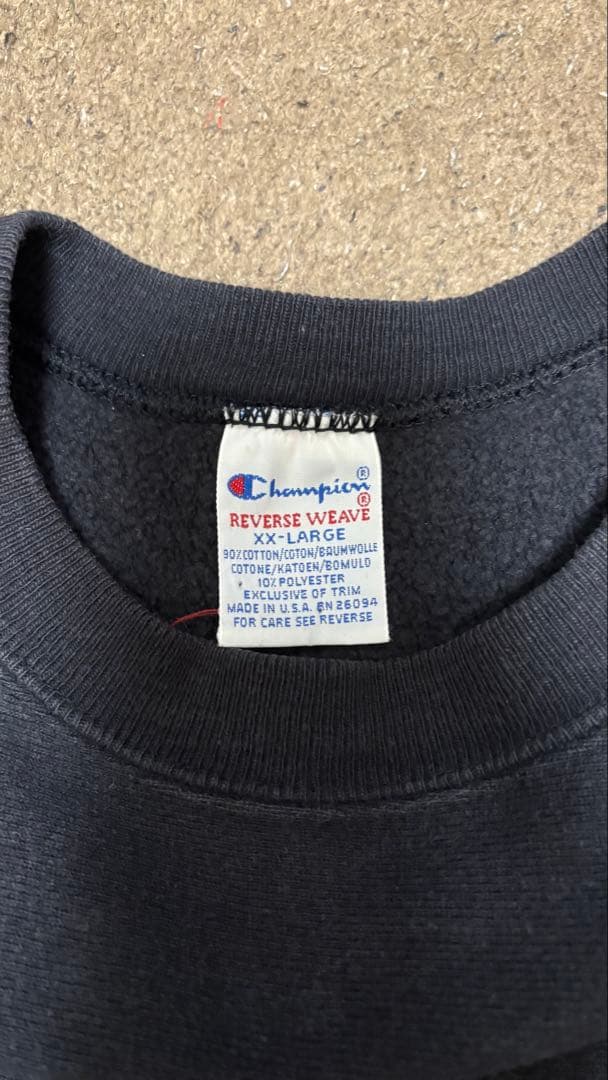 Champion®
REVERSE WEAVE®
XX-LARGE
90% COTTON/COTON/BAUMWOLLE
COTONE/KATOEN/BOMULD
10% POLYESTER
EXCLUSIVE OF TRIM
MADE IN U.S.A. RN 26094
FOR CARE SEE REVERSE